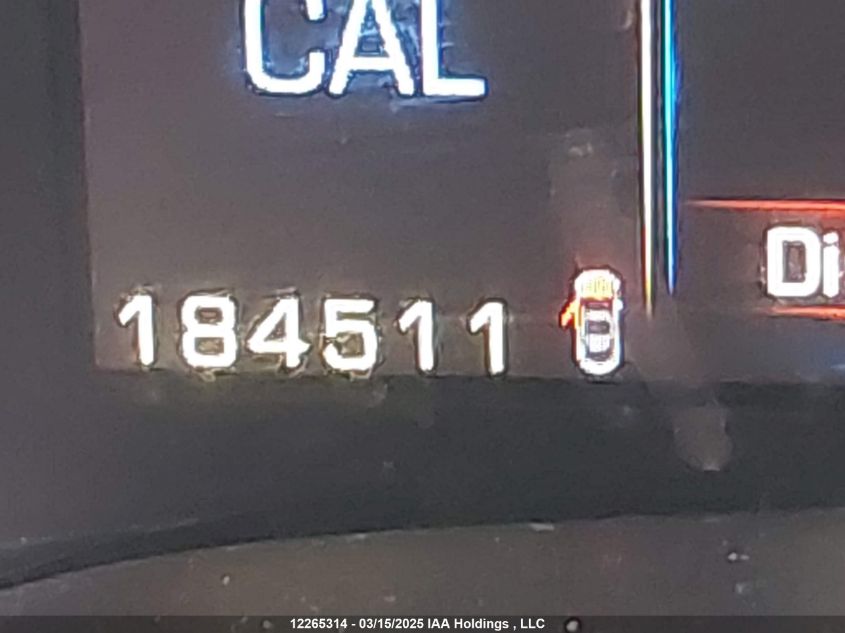 CAL
Di
184511
12265314 - 03/15/2025 IAA Holdings , LLC